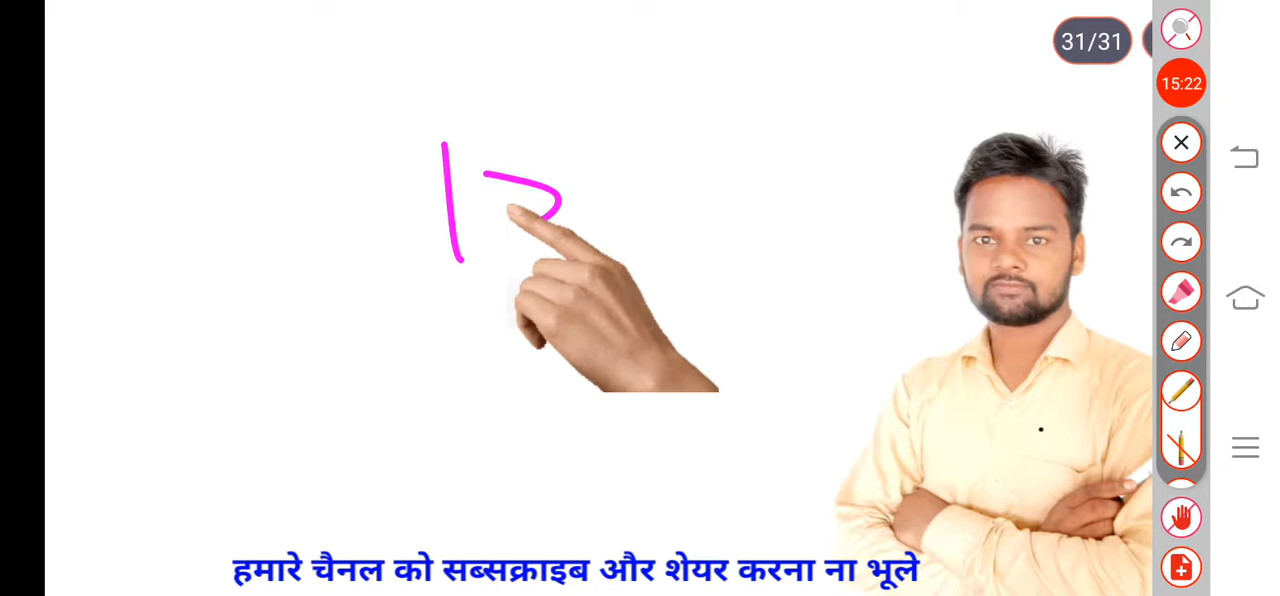 31/31
15:22
हमारे चैनल को सब्सक्राइब और शेयर करना ना भूले